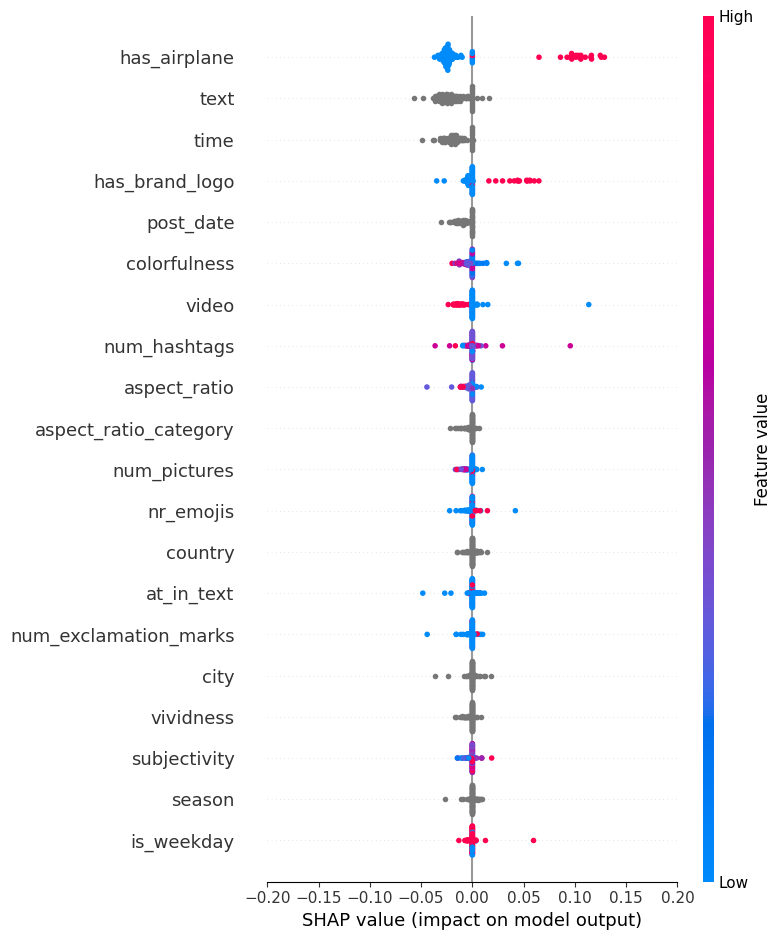 High
has_airplane
text
time
has_brand_logo
post_date
colorfulness
video
num_hashtags
aspect_ratio
aspect_ratio_category
num_pictures
nr_emojis
country
at_in_text
num_exclamation_marks
city
vividness
subjectivity
season
is_weekday
Feature value
Low
−0.20 −0.15 −0.10 −0.05 0.00 0.05 0.10 0.15 0.20
SHAP value (impact on model output)